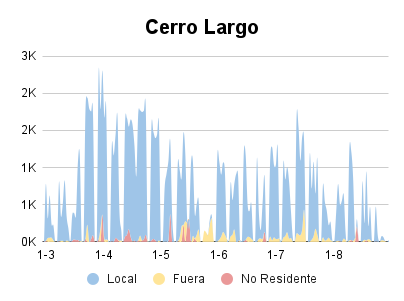 Cerro Largo
3K
2K
2K
1K
1K
0K
1-3 1-4 1-5 1-6 1-7 1-8
Local Fuera No Residente